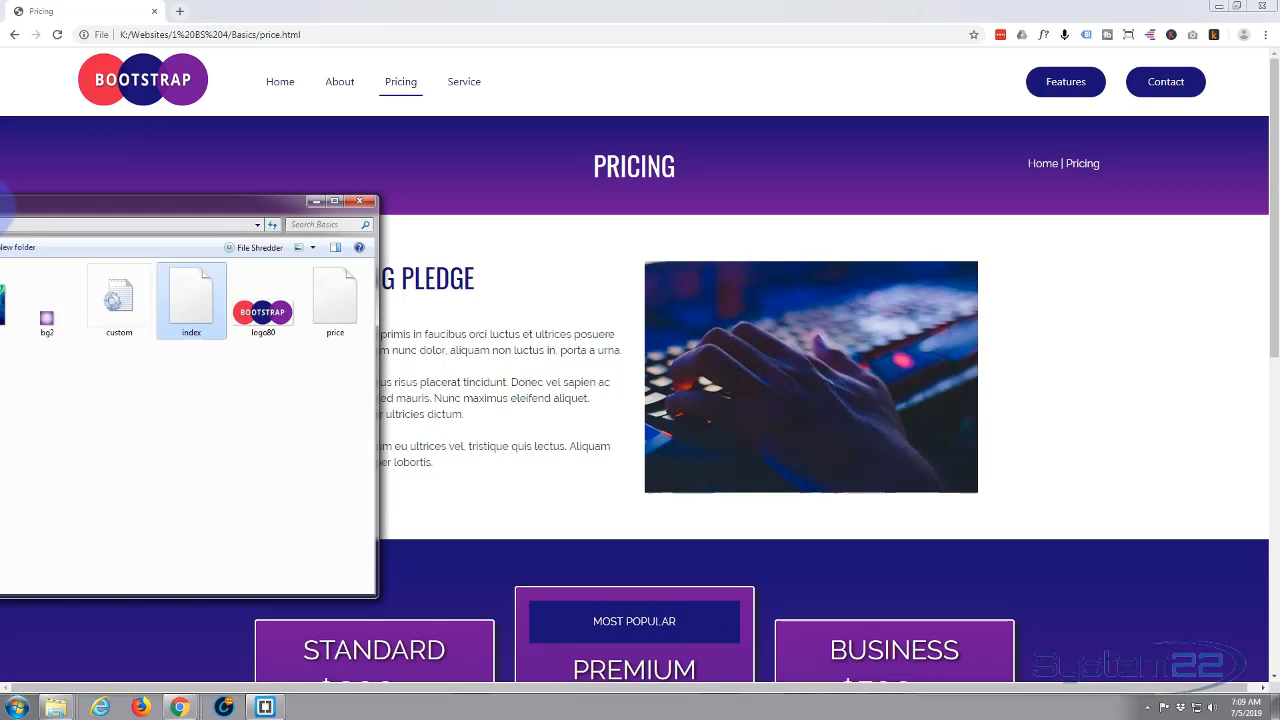 Pricing
File | K:/Websites/1%20BS%204/Basics/price.html
BOOTSTRAP
Home
About
Pricing
Service
Features
Contact
PRICING
Home | Pricing
Search Basics
New folder
File Shredder
bg2
custom
index
BOOTSTRAP
logo80
price
G PLEDGE
primis in faucibus orci luctus et ultrices posuere
m nunc dolor, aliquam non luctus in, porta a urna.
us risus placerat tincidunt. Donec vel sapien ac
ed mauris. Nunc maximus eleifend aliquet.
r ultricies dictum.
m eu ultrices vel, tristique quis lectus. Aliquam
per lobortis.
MOST POPULAR
STANDARD
PREMIUM
BUSINESS
System22
7:09 AM
7/5/2019